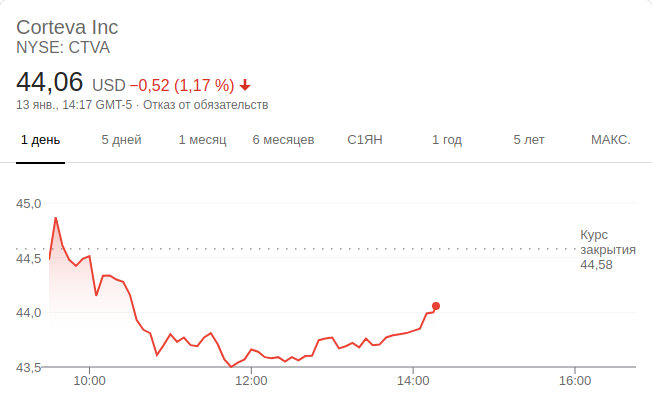 Corteva Inc
NYSE: CTVA
44,06 USD −0,52 (1,17 %)
13 янв., 14:17 GMT-5 · Отказ от обязательств
1 день 5 дней 1 месяц 6 месяцев С1ЯН 1 год 5 лет МАКС.
45,0
Курс
закрытия
44,58
44,5
44,0
43,5
10:00 12:00 14:00 16:00